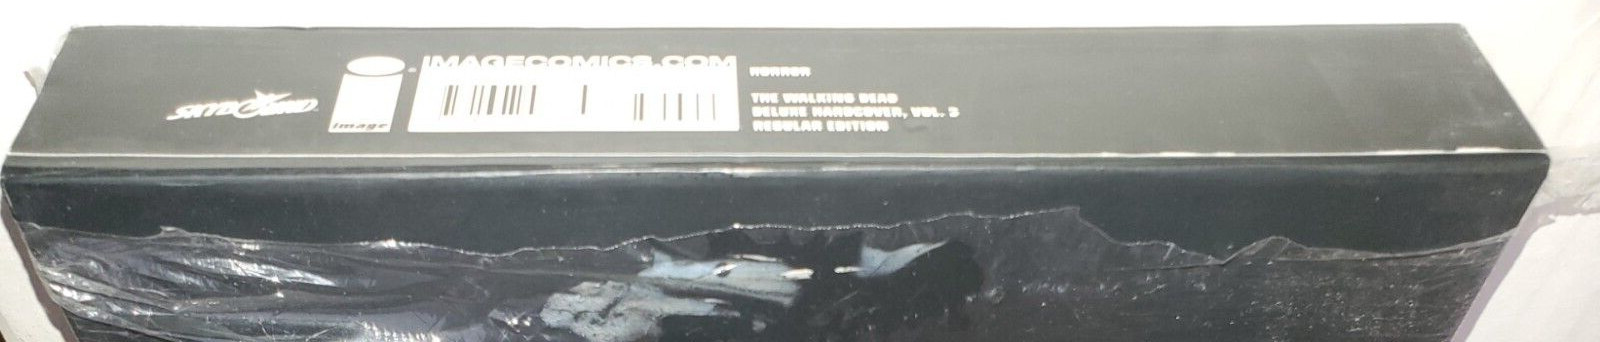 SKYBOUND
image
IMAGECOMICS.COM
HORROR
THE WALKING DEAD
DELUXE HARDCOVER, VOL. 3
REGULAR EDITION